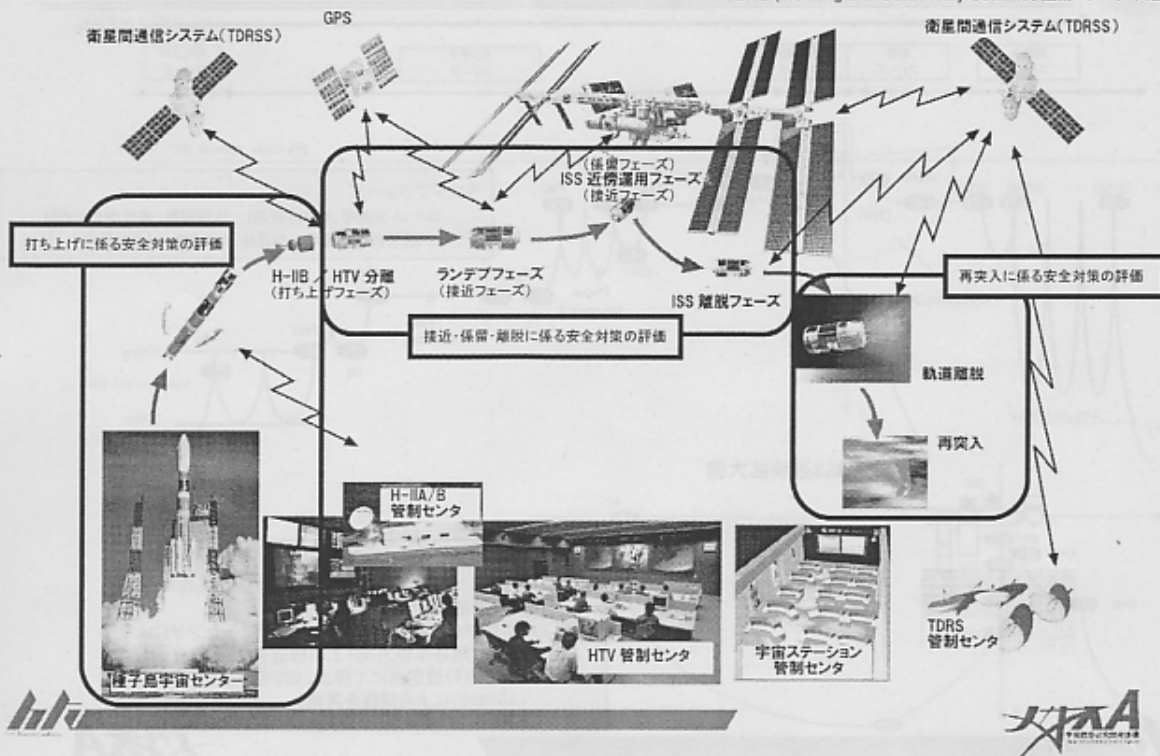 GPS
衛星間通信システム(TDRSS)
衛星間通信システム(TDRSS)
(係留フェーズ)
ISS 近傍運用フェーズ
(接近フェーズ)
打ち上げに係る安全対策の評価
H-IIB / HTV 分離
(打ち上げフェーズ)
ランデブフェーズ
(接近フェーズ)
ISS 離脱フェーズ
再突入に係る安全対策の評価
接近・係留・離脱に係る安全対策の評価
軌道離脱
再突入
H-IIA/B
管制センタ
HTV 管制センタ
宇宙ステーション
管制センタ
TDRS
管制センタ
種子島宇宙センター